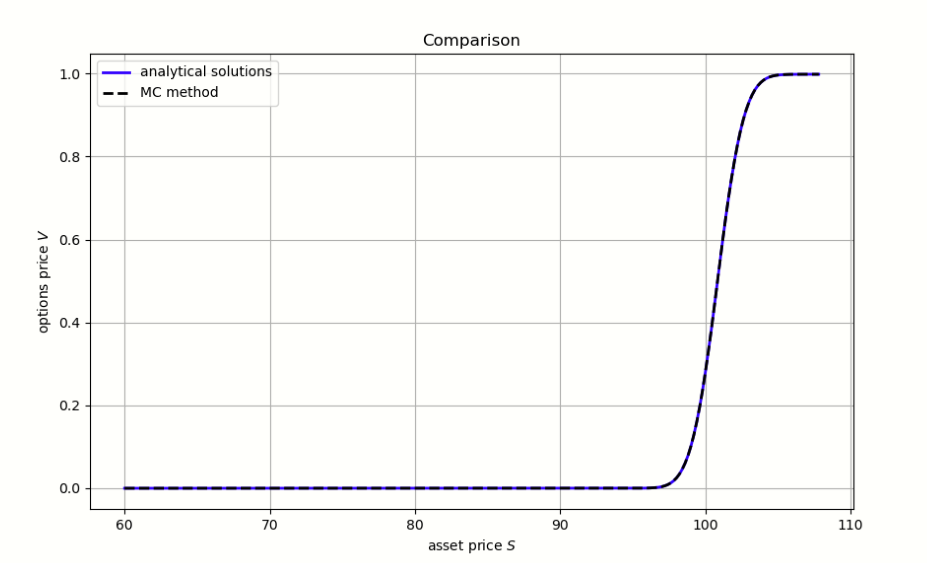 Comparison
analytical solutions
MC method
options price V
1.0
0.8
0.6
0.4
0.2
0.0
60 70 80 90 100 110
asset price S